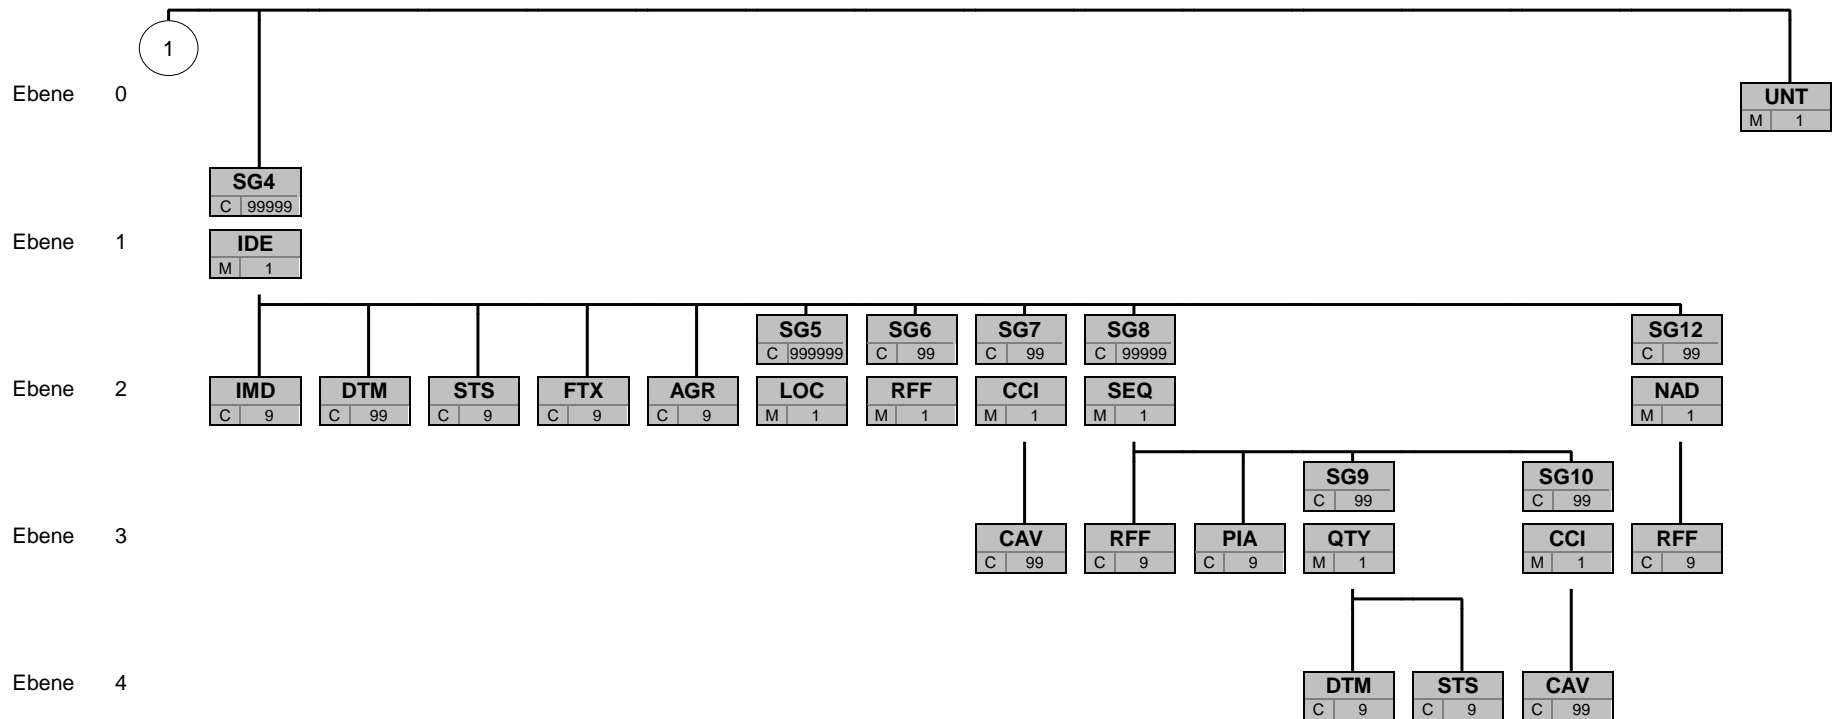 1
Ebene 0
UNT
M 1
SG4
C 99999
Ebene 1
IDE
M 1
SG5 SG6 SG7 SG8 SG12
C 999999 C 99 C 99 C 99999 C 99
Ebene 2
IMD DTM STS FTX AGR LOC RFF CCI SEQ NAD
C 9 C 99 C 9 C 9 C 9 M 1 M 1 M 1 M 1 M 1
SG9 SG10
C 99 C 99
Ebene 3
CAV RFF PIA QTY CCI RFF
C 99 C 9 C 9 M 1 M 1 C 9
Ebene 4
DTM STS CAV
C 9 C 9 C 99